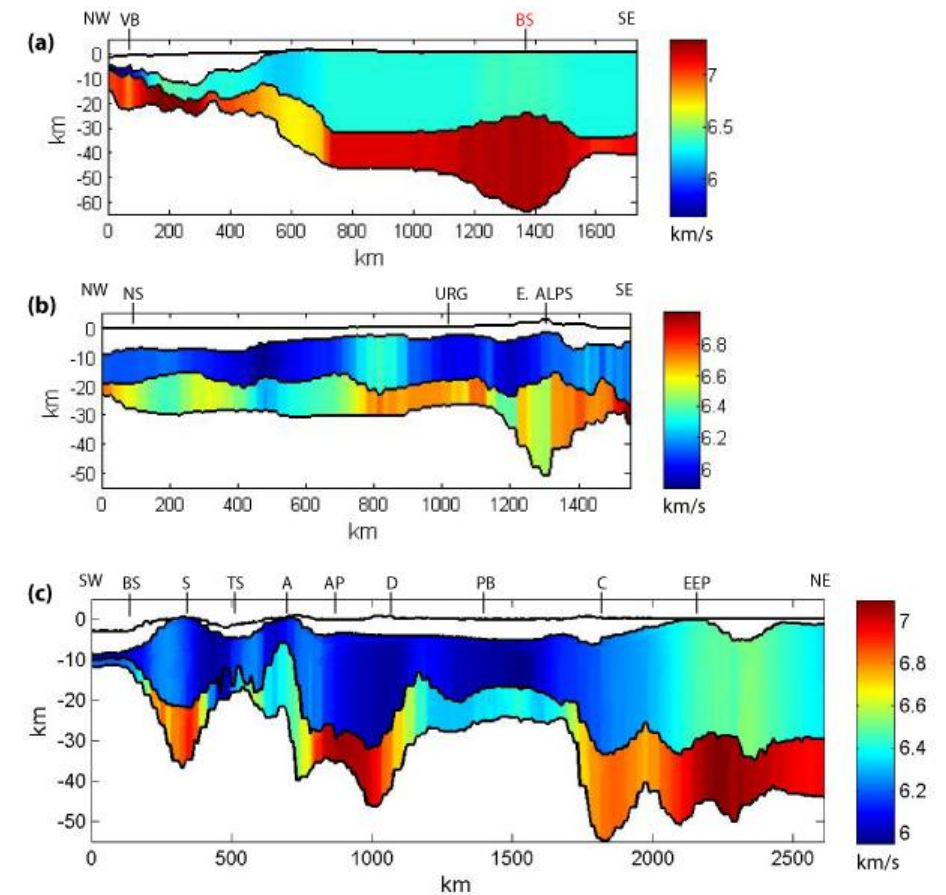 (a)
NW VB BS SE
0
-10
-20
-30
-40
-50
-60
km
0 200 400 600 800 1000 1200 1400 1600
km
7
6.5
6
km/s
(b)
NW NS URG E. ALPS SE
0
-10
-20
-30
-40
-50
km
0 200 400 600 800 1000 1200 1400
km
6.8
6.6
6.4
6.2
6
km/s
(c)
SW BS S TS A AP D PB C EEP NE
0
-10
-20
-30
-40
-50
km
0 500 1000 1500 2000 2500
km
7
6.8
6.6
6.4
6.2
6
km/s